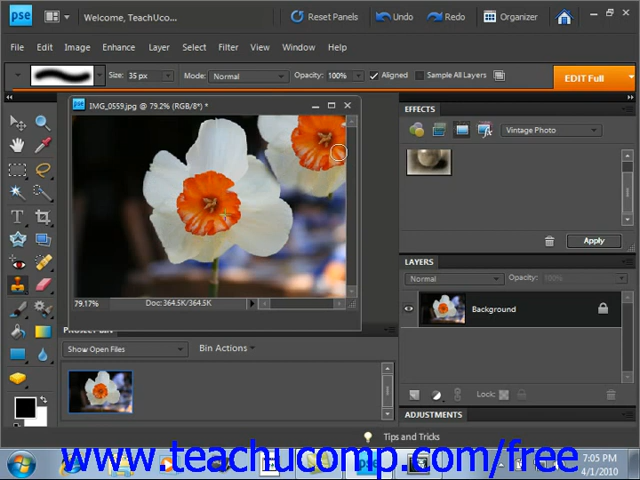 pse
Welcome, TeachUco...
Reset Panels
Undo
Redo
Organizer
File
Edit
Image
Enhance
Layer
Select
Filter
View
Window
Help
Size: 35 px
Mode: Normal
Opacity: 100%
Aligned
Sample All Layers
EDIT Full
IMG_0559.jpg @ 79.2% (RGB/8*) *
EFFECTS
Vintage Photo
Apply
LAYERS
Normal
Opacity: 100%
Background
79.17%
Doc: 364.5K/364.5K
PROJECT BIN
Show Open Files
Bin Actions
Lock:
ADJUSTMENTS
Tips and Tricks
www.teachucomp.com/free
7:05 PM
4/1/2010